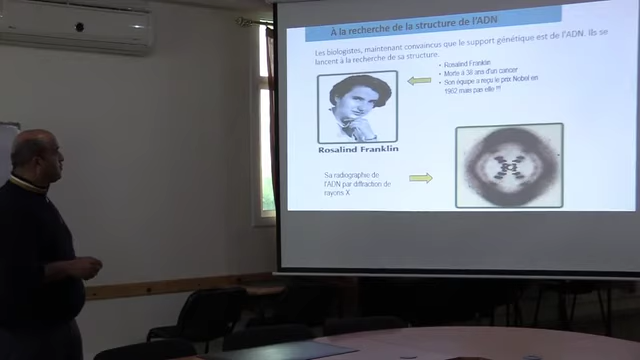 À la recherche de la structure de l'ADN
Les biologistes, maintenant convaincus que le support génétique est de l'ADN. Ils se
lancent à la recherche de sa structure.
• Rosalind Franklin
• Morte à 38 ans d'un cancer
• Son équipe a reçu le prix Nobel en
1962 main pas elle !!!
Rosalind Franklin
Sa radiographie de
l'ADN par diffraction de
rayons X